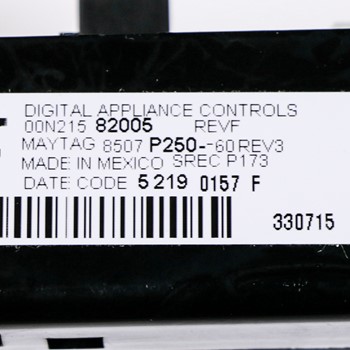 DIGITAL APPLIANCE CONTROLS
00N215 82005 REVF
MAYTAG 8507 P250--60 REV3
MADE IN MEXICO SREC P173
DATE CODE 5219 0157 F
330715